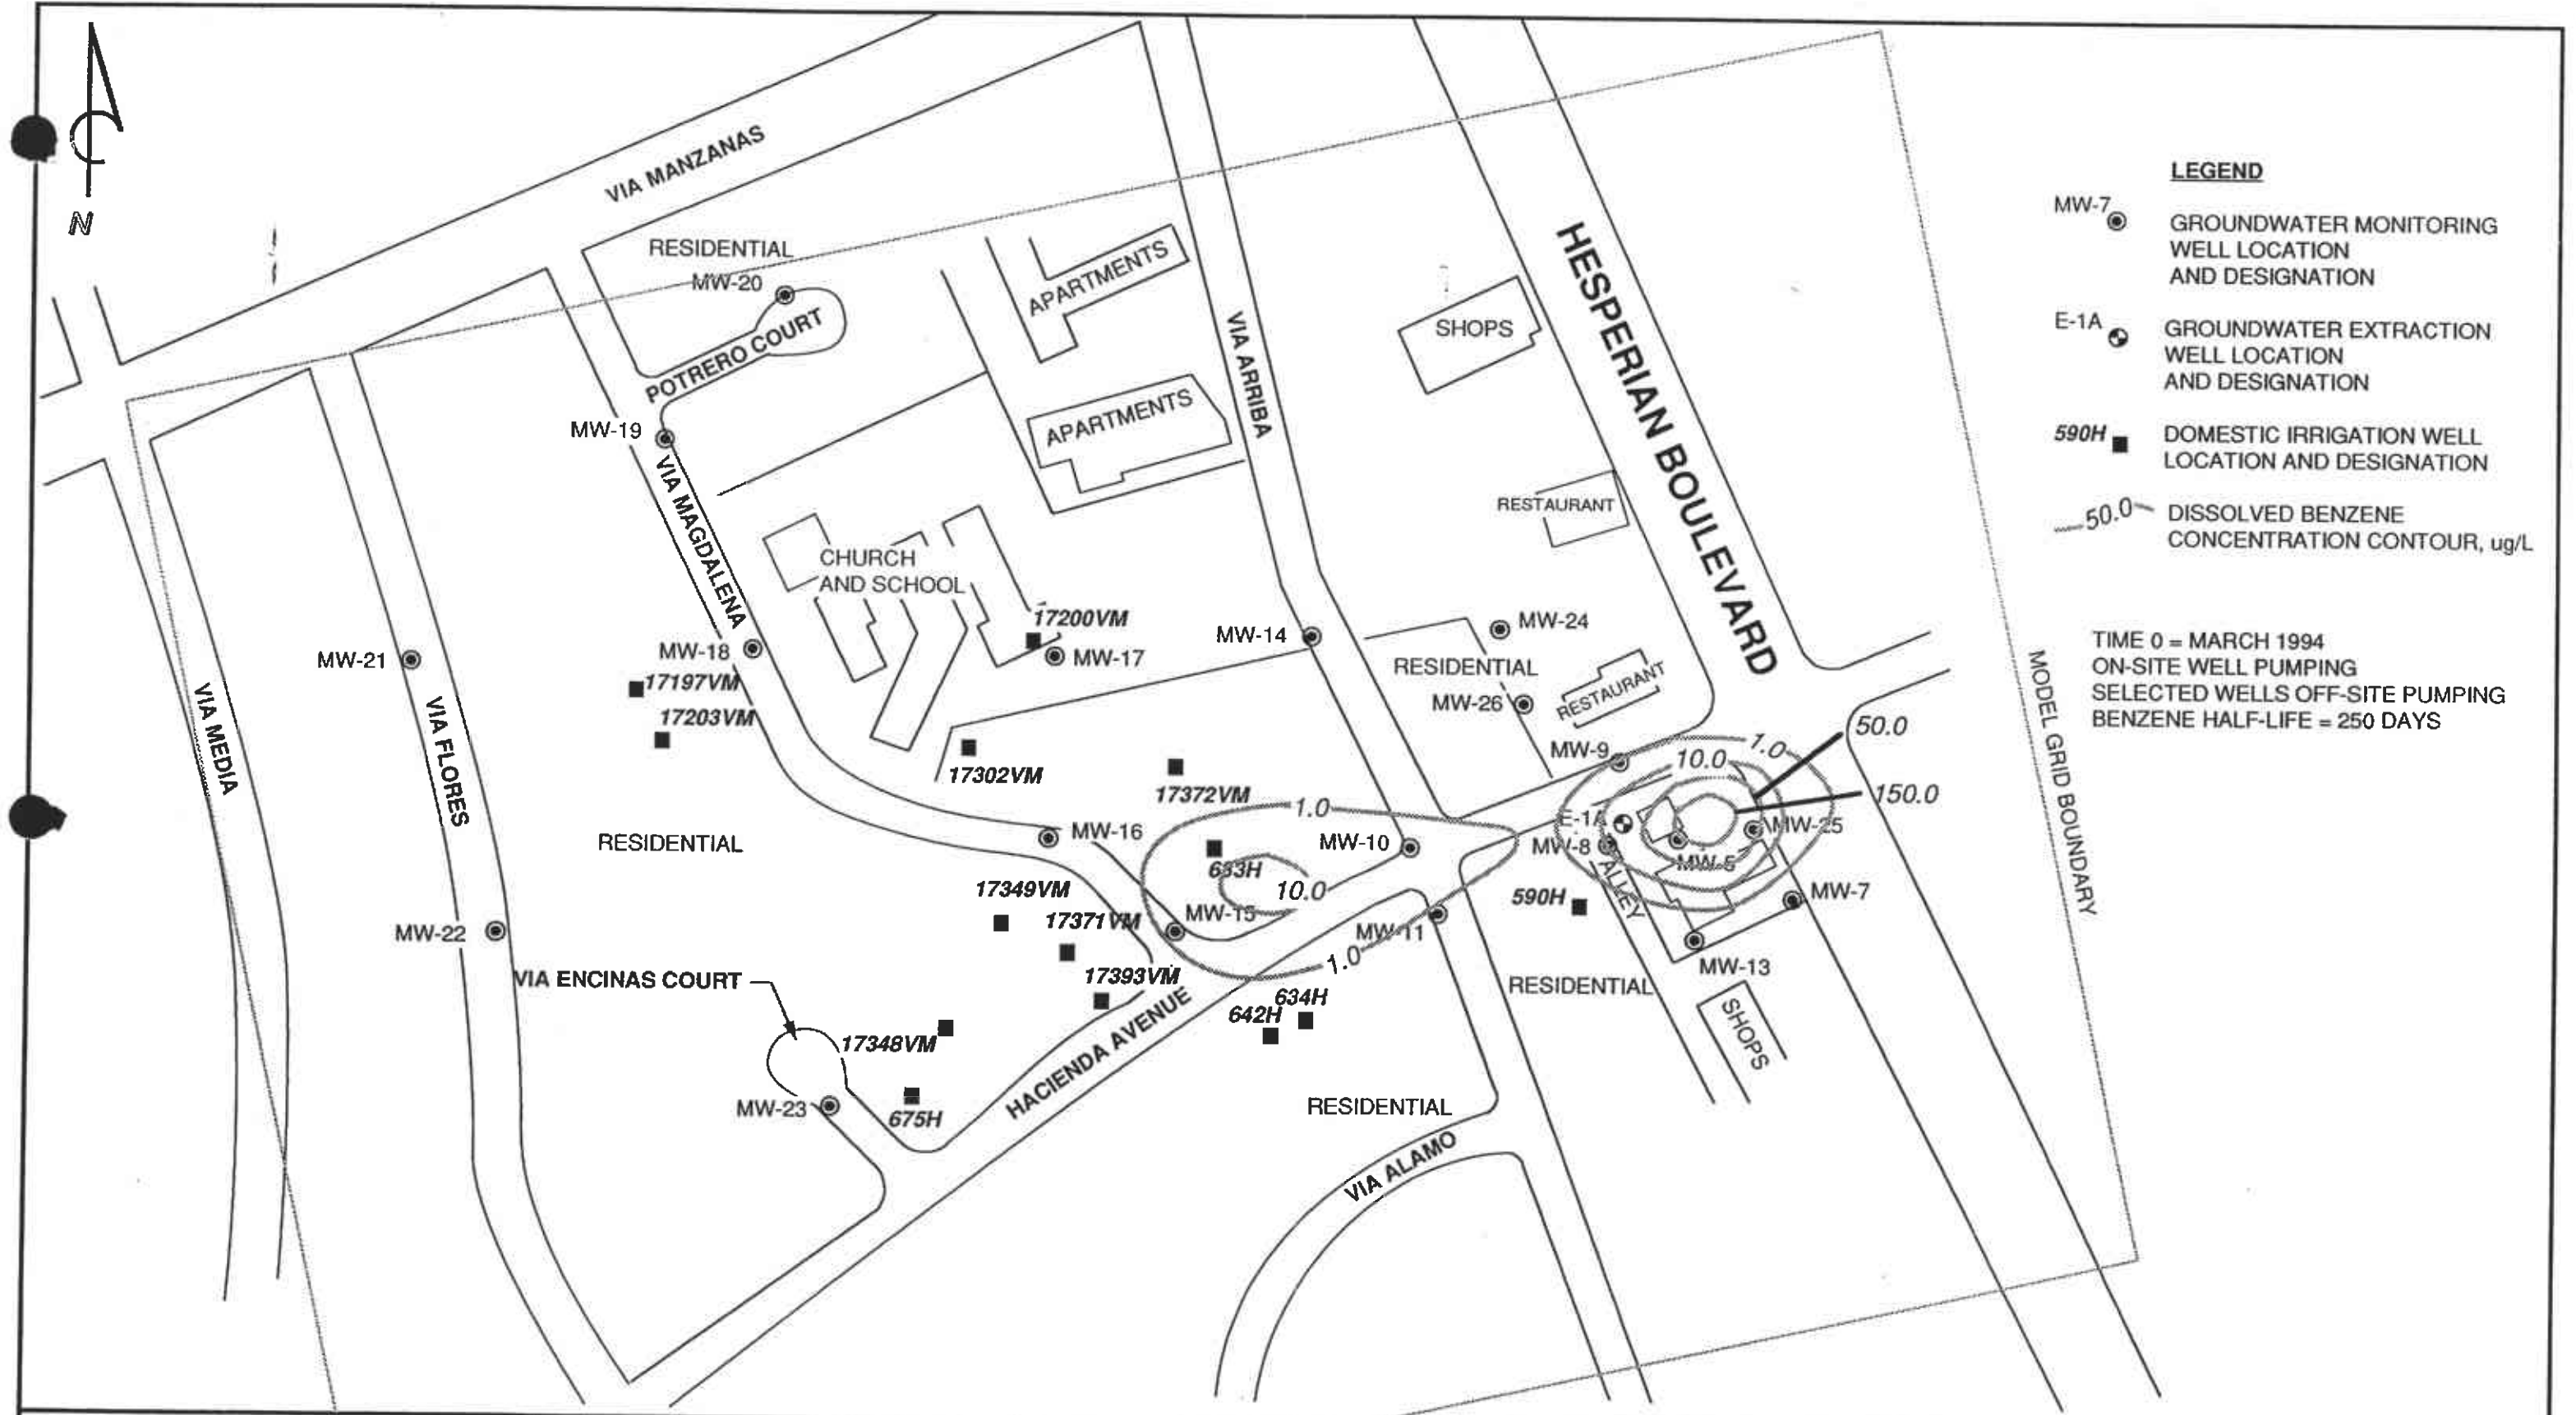 N
VIA MANZANAS
RESIDENTIAL
MW-20
POTRERO COURT
APARTMENTS
APARTMENTS
VIA ARRIBA
SHOPS
HESPERIAN BOULEVARD
MW-19
VIA MAGDALENA
RESTAURANT
CHURCH
AND SCHOOL
17200VM
MW-17
MW-14
MW-24
RESIDENTIAL
MW-26
RESTAURANT
MW-21
MW-18
17197VM
17203VM
VIA MEDIA
VIA FLORES
17302VM
17372VM
MW-9
10.0
1.0
50.0
150.0
RESIDENTIAL
MW-16
1.0
633H
10.0
MW-10
E-1A
MW-8
MW-25
MW-5
ALLEY
590H
MW-7
17349VM
17371VM
MW-15
MW-11
1.0
MW-22
VIA ENCINAS COURT
17393VM
634H
642H
RESIDENTIAL
MW-13
SHOPS
17348VM
HACIENDA AVENUE
MW-23
675H
RESIDENTIAL
VIA ALAMO
MODEL GRID BOUNDARY
LEGEND
MW-7
GROUNDWATER MONITORING
WELL LOCATION
AND DESIGNATION
E-1A
GROUNDWATER EXTRACTION
WELL LOCATION
AND DESIGNATION
590H
DOMESTIC IRRIGATION WELL
LOCATION AND DESIGNATION
50.0
DISSOLVED BENZENE
CONCENTRATION CONTOUR, ug/L
TIME 0 = MARCH 1994
ON-SITE WELL PUMPING
SELECTED WELLS OFF-SITE PUMPING
BENZENE HALF-LIFE = 250 DAYS